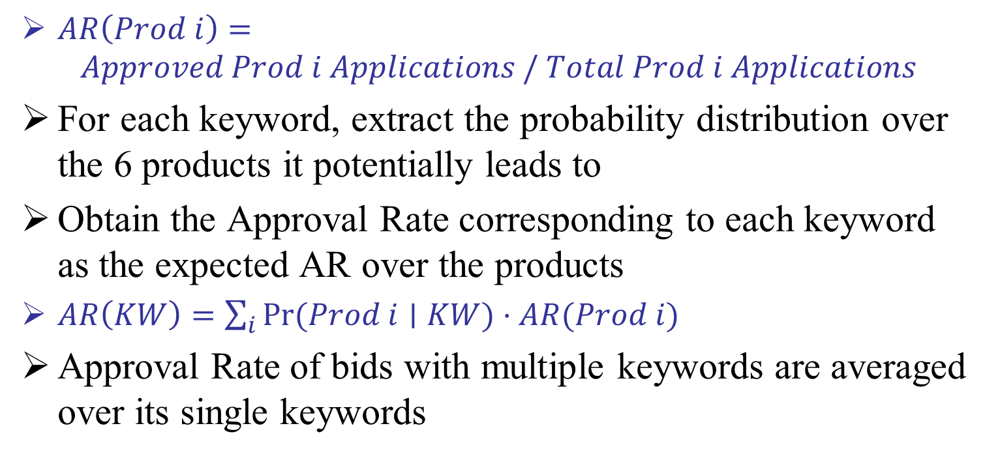 ➢ AR(Prod i) =
Approved Prod i Applications / Total Prod i Applications
➢ For each keyword, extract the probability distribution over
the 6 products it potentially leads to
➢ Obtain the Approval Rate corresponding to each keyword
as the expected AR over the products
➢ AR(KW) = ∑ᵢ Pr(Prod i | KW) · AR(Prod i)
➢ Approval Rate of bids with multiple keywords are averaged
over its single keywords